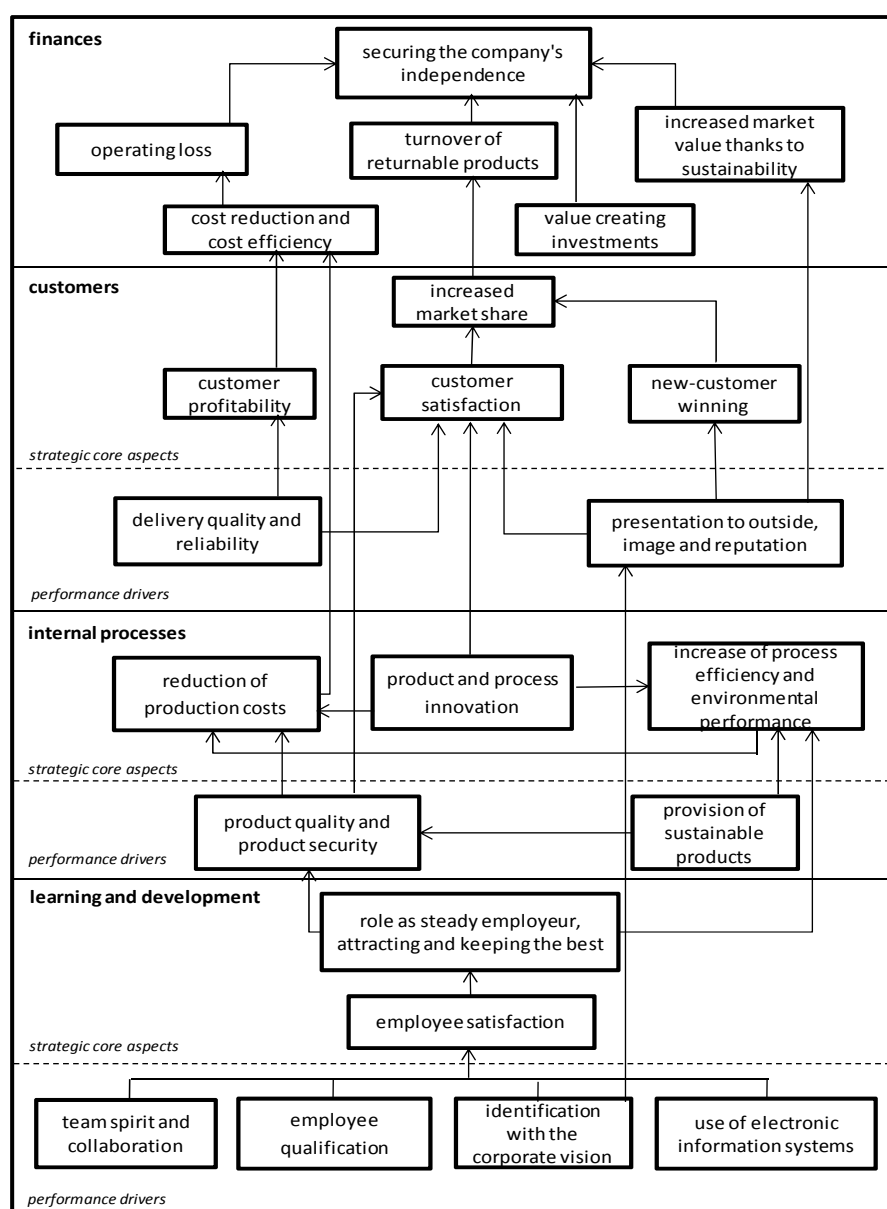 finances
securing the company's
independence
operating loss
turnover of
returnable products
increased market
value thanks to
sustainability
cost reduction and
cost efficiency
value creating
investments
customers
increased
market share
customer
profitability
customer
satisfaction
new-customer
winning
strategic core aspects
delivery quality and
reliability
presentation to outside,
image and reputation
performance drivers
internal processes
reduction of
production costs
product and process
innovation
increase of process
efficiency and
environmental
performance
strategic core aspects
product quality and
product security
provision of
sustainable
products
performance drivers
learning and development
role as steady employeur,
attracting and keeping the best
employee satisfaction
strategic core aspects
team spirit and
collaboration
employee
qualification
identification
with the
corporate vision
use of electronic
information systems
performance drivers